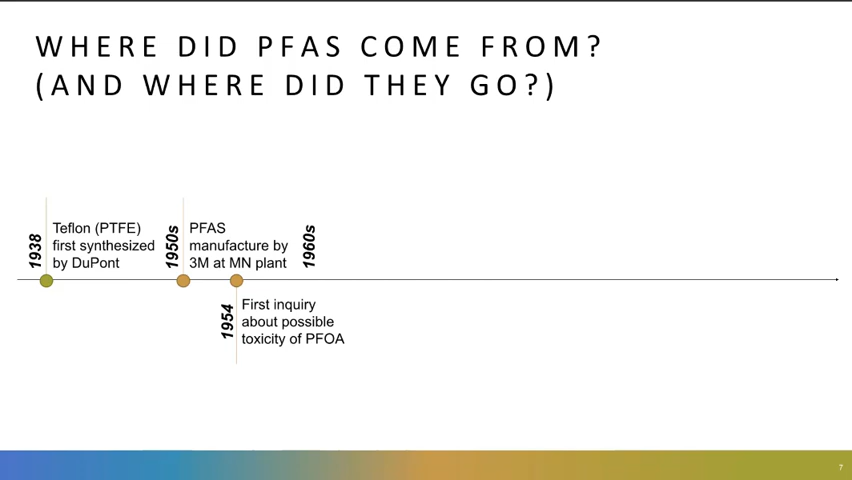 WHERE DID PFAS COME FROM?
(AND WHERE DID THEY GO?)
1938
Teflon (PTFE)
first synthesized
by DuPont
1950s
PFAS
manufacture by
3M at MN plant
1960s
1954
First inquiry
about possible
toxicity of PFOA
7